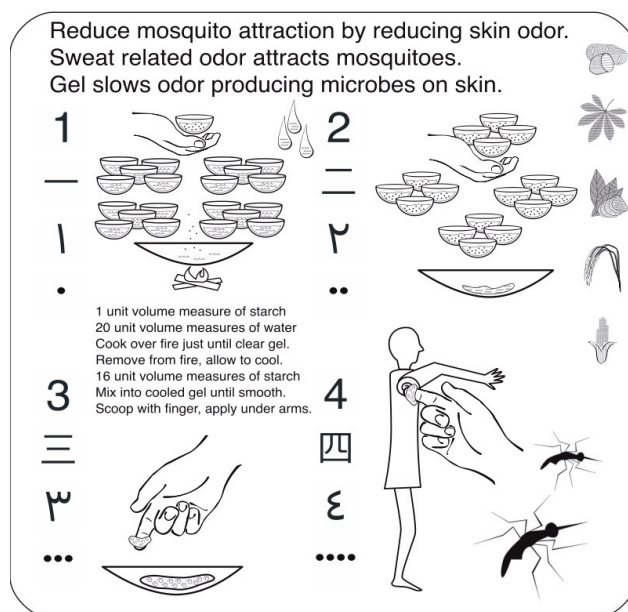 Reduce mosquito attraction by reducing skin odor.
Sweat related odor attracts mosquitoes.
Gel slows odor producing microbes on skin.
1
一
١
2
二
٢
1 unit volume measure of starch
20 unit volume measures of water
Cook over fire just until clear gel.
Remove from fire, allow to cool.
16 unit volume measures of starch
Mix into cooled gel until smooth.
Scoop with finger, apply under arms.
3
三
٣
4
四
٤